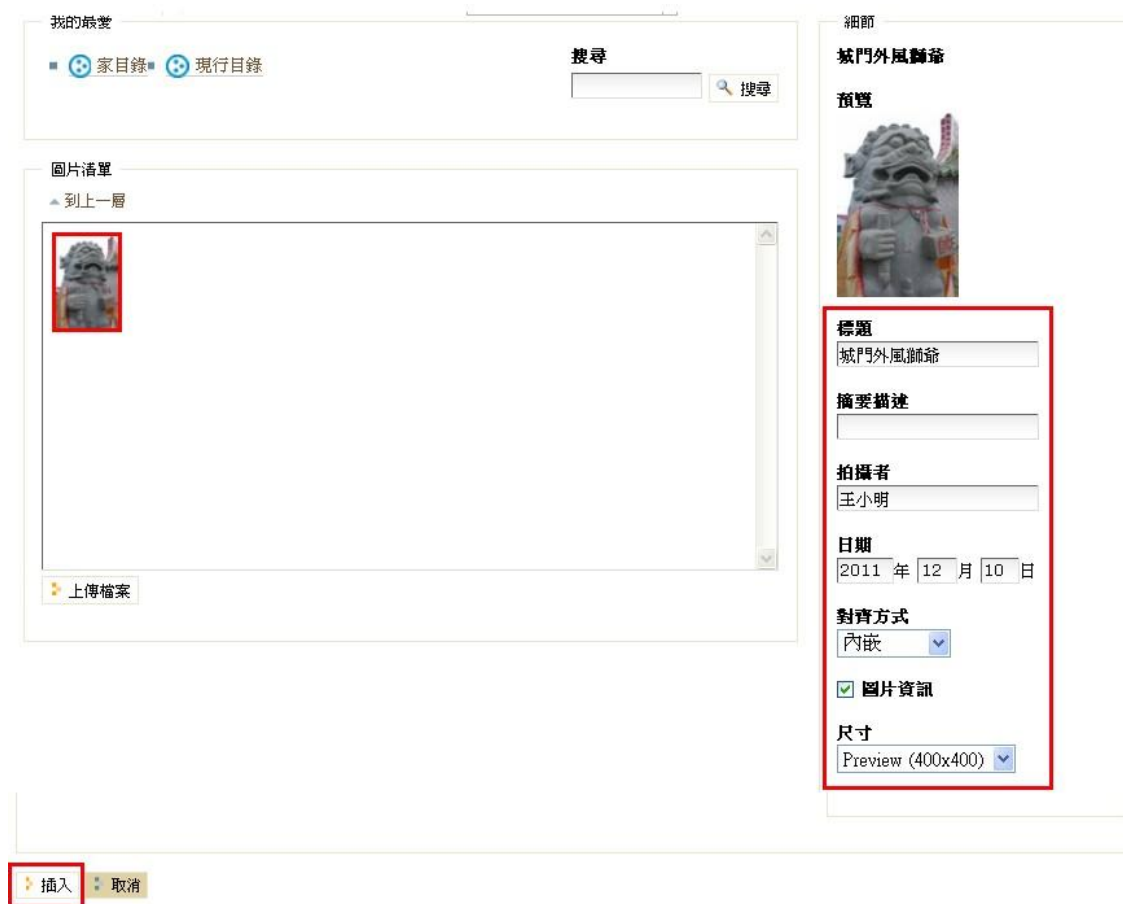 我的最愛
家目錄 現行目錄
搜尋
搜尋
圖片清單
到上一層
上傳檔案
細節
城門外風獅爺
預覽
標題
城門外風獅爺
摘要描述
拍攝者
王小明
日期
2011 年 12 月 10 日
對齊方式
內嵌
圖片資訊
尺寸
Preview (400x400)
插入 取消